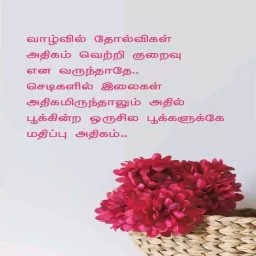 வாழ்வில் தோல்விகள்
அதிகம் வெற்றி குறைவு
என வருந்தாதே..
செடிகளில் இலைகள்
அதிகமிருந்தாலும் அதில்
பூக்கின்ற ஒருசில பூக்களுக்கே
மதிப்பு அதிகம்..